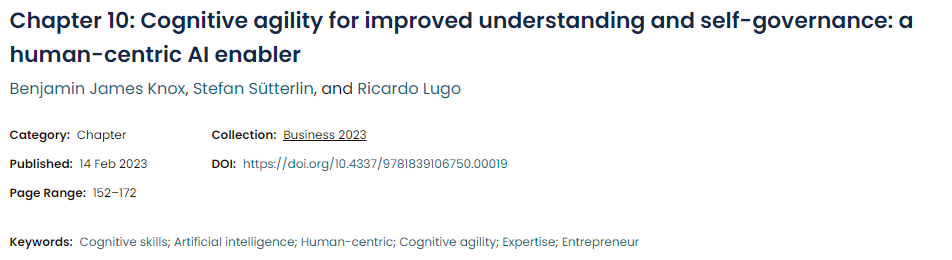 Chapter 10: Cognitive agility for improved understanding and self-governance: a
human-centric AI enabler
Benjamin James Knox, Stefan Sütterlin, and Ricardo Lugo
Category: Chapter
Collection: Business 2023
Published: 14 Feb 2023
DOI: https://doi.org/10.4337/9781839106750.00019
Page Range: 152–172
Keywords: Cognitive skills; Artificial intelligence; Human-centric; Cognitive agility; Expertise; Entrepreneur